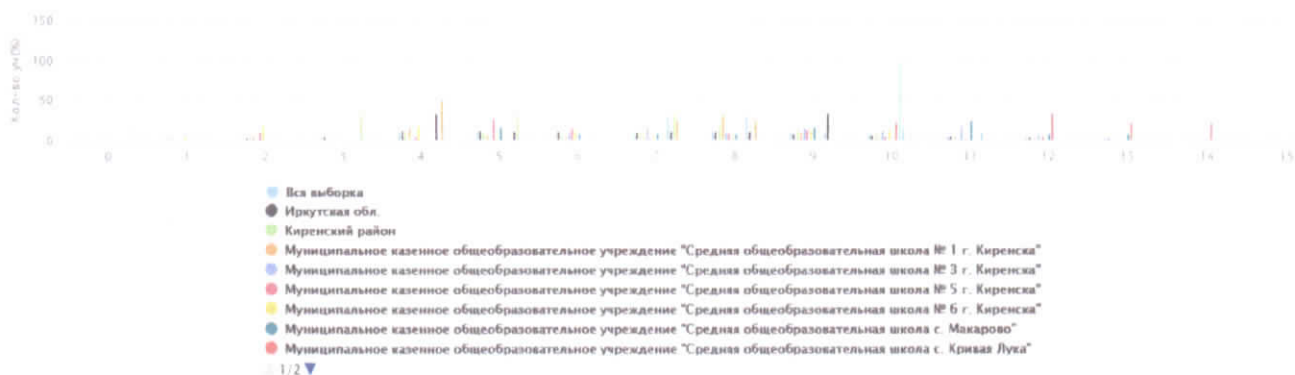 150
100
50
0
Кол-во уч(%)
0 1 2 3 4 5 6 7 8 9 10 11 12 13 14 15
Вся выборка
Иркутская обл.
Киренский район
Муниципальное казенное общеобразовательное учреждение "Средняя общеобразовательная школа № 1 г. Киренска"
Муниципальное казенное общеобразовательное учреждение "Средняя общеобразовательная школа № 3 г. Киренска"
Муниципальное казенное общеобразовательное учреждение "Средняя общеобразовательная школа № 5 г. Киренска"
Муниципальное казенное общеобразовательное учреждение "Средняя общеобразовательная школа № 6 г. Киренска"
Муниципальное казенное общеобразовательное учреждение "Средняя общеобразовательная школа с. Макарово"
Муниципальное казенное общеобразовательное учреждение "Средняя общеобразовательная школа с. Кривая Лука"
1/2